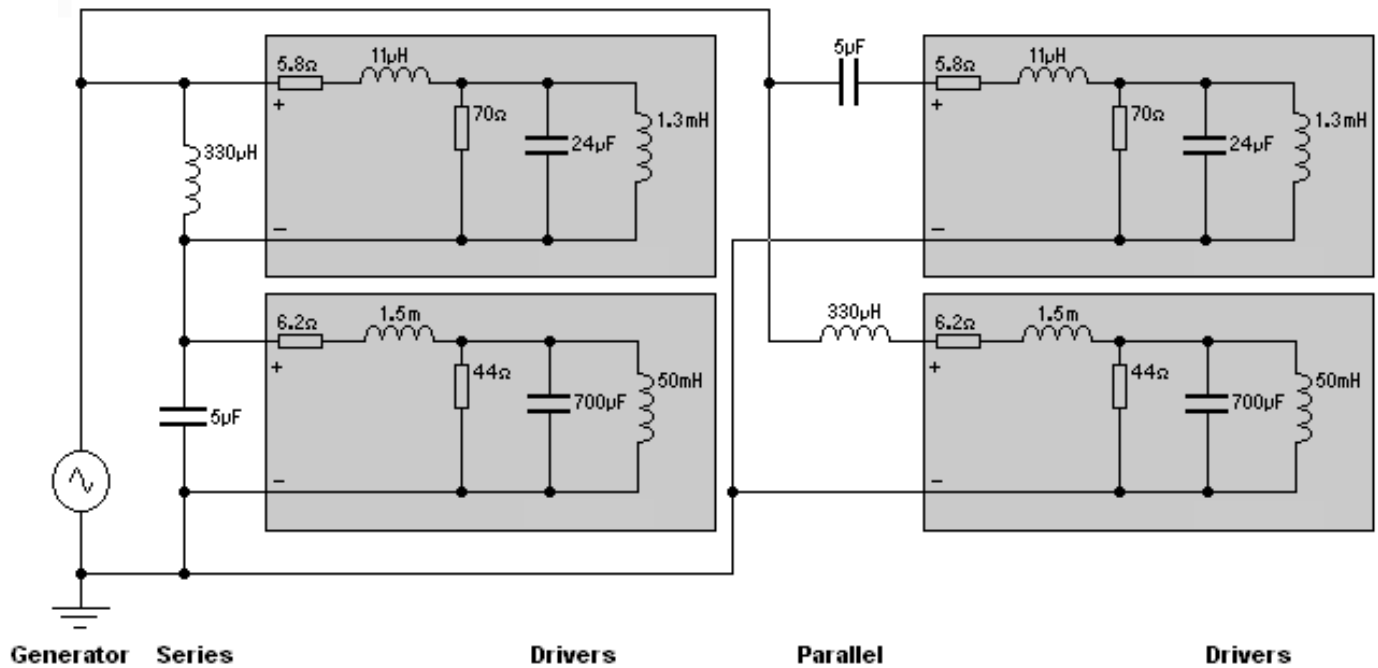 5.8Ω
11µH
70Ω
24µF
1.3mH
+
−
330µH
6.2Ω
1.5m
44Ω
700µF
50mH
+
−
5µF
5µF
5.8Ω
11µH
70Ω
24µF
1.3mH
+
−
330µH
6.2Ω
1.5m
44Ω
700µF
50mH
+
−
Generator Series Drivers Parallel Drivers